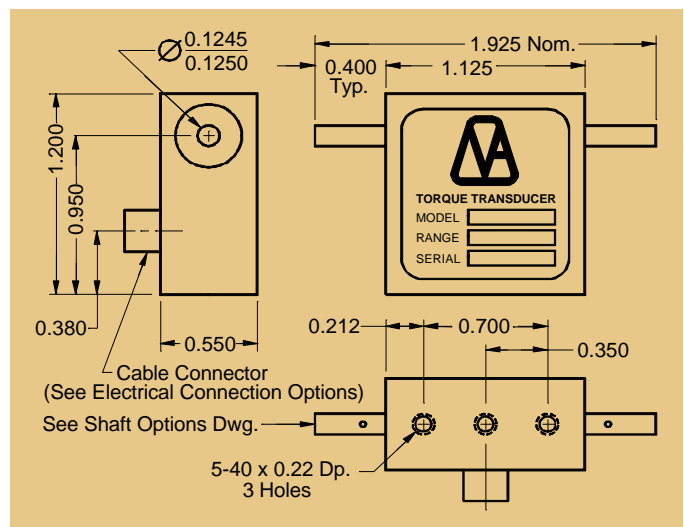 Ø 0.1245
0.1250
1.925 Nom.
0.400
Typ.
1.125
1.200
0.950
0.380
0.550
TORQUE TRANSDUCER
MODEL
RANGE
SERIAL
0.212
0.700
0.350
Cable Connector
(See Electrical Connection Options)
See Shaft Options Dwg.
5-40 x 0.22 Dp.
3 Holes